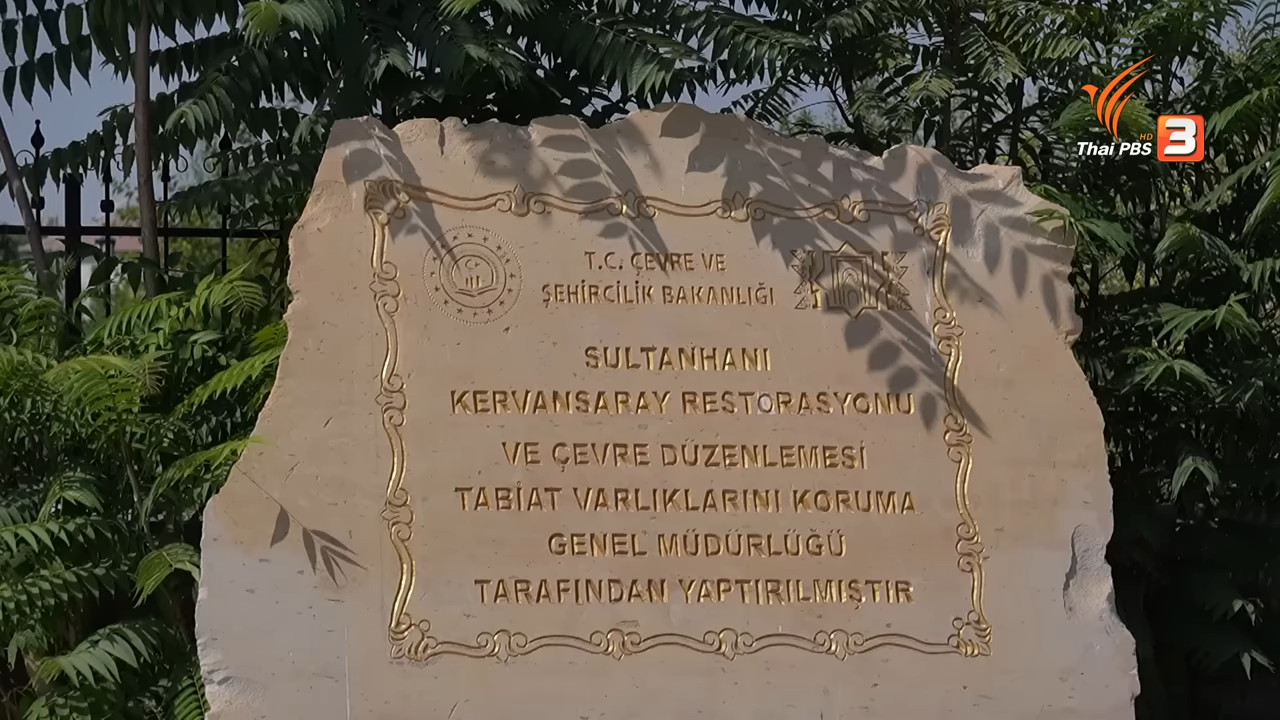 HD
Thai PBS 3
T.C. ÇEVRE VE
ŞEHİRCİLİK BAKANLIĞI
SULTANHANI
KERVANSARAY RESTORASYONU
VE ÇEVRE DÜZENLEMESİ
TABİAT VARLIKLARINI KORUMA
GENEL MÜDÜRLÜĞÜ
TARAFINDAN YAPTIRILMIŞTIR